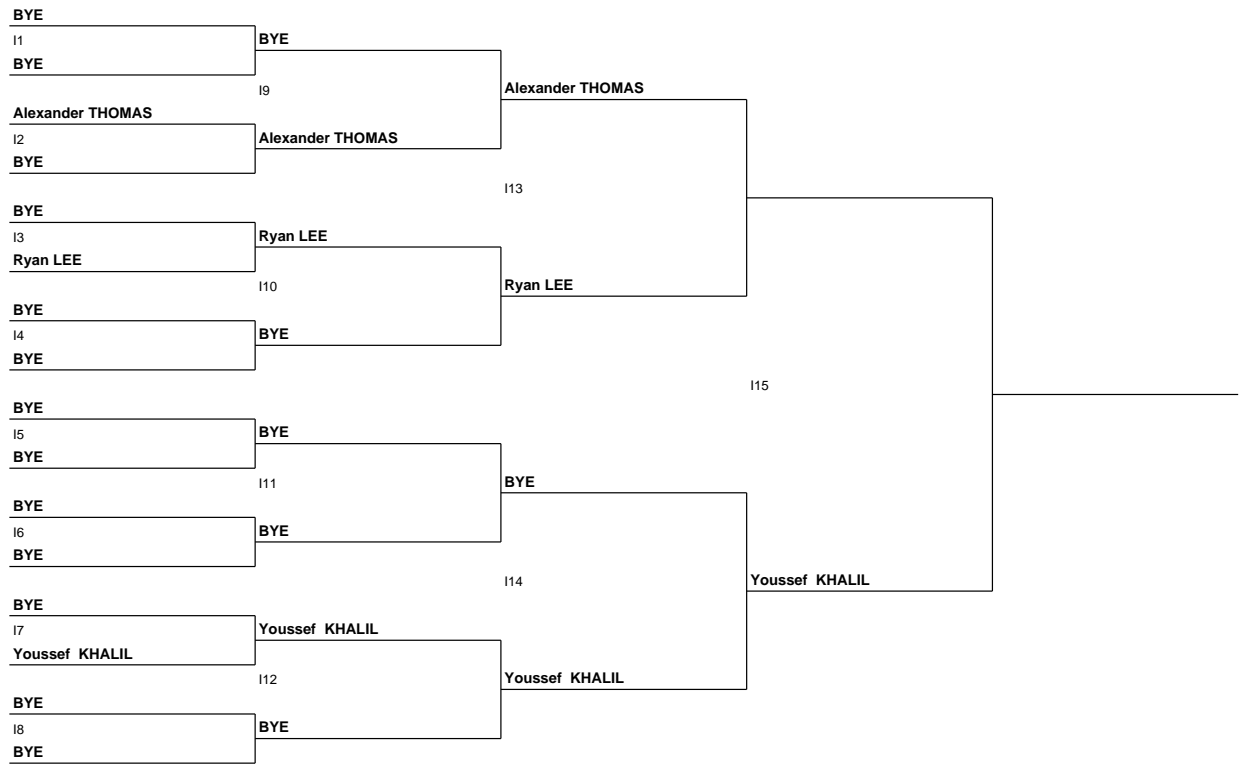 BYE
I1
BYE
BYE
I9
Alexander THOMAS
Alexander THOMAS
I2
Alexander THOMAS
BYE
I13
BYE
I3
Ryan LEE
Ryan LEE
I10
Ryan LEE
BYE
I4
BYE
BYE
I15
BYE
I5
BYE
BYE
I11
BYE
BYE
I6
BYE
BYE
I14
Youssef  KHALIL
BYE
I7
Youssef  KHALIL
Youssef  KHALIL
I12
Youssef  KHALIL
BYE
I8
BYE
BYE